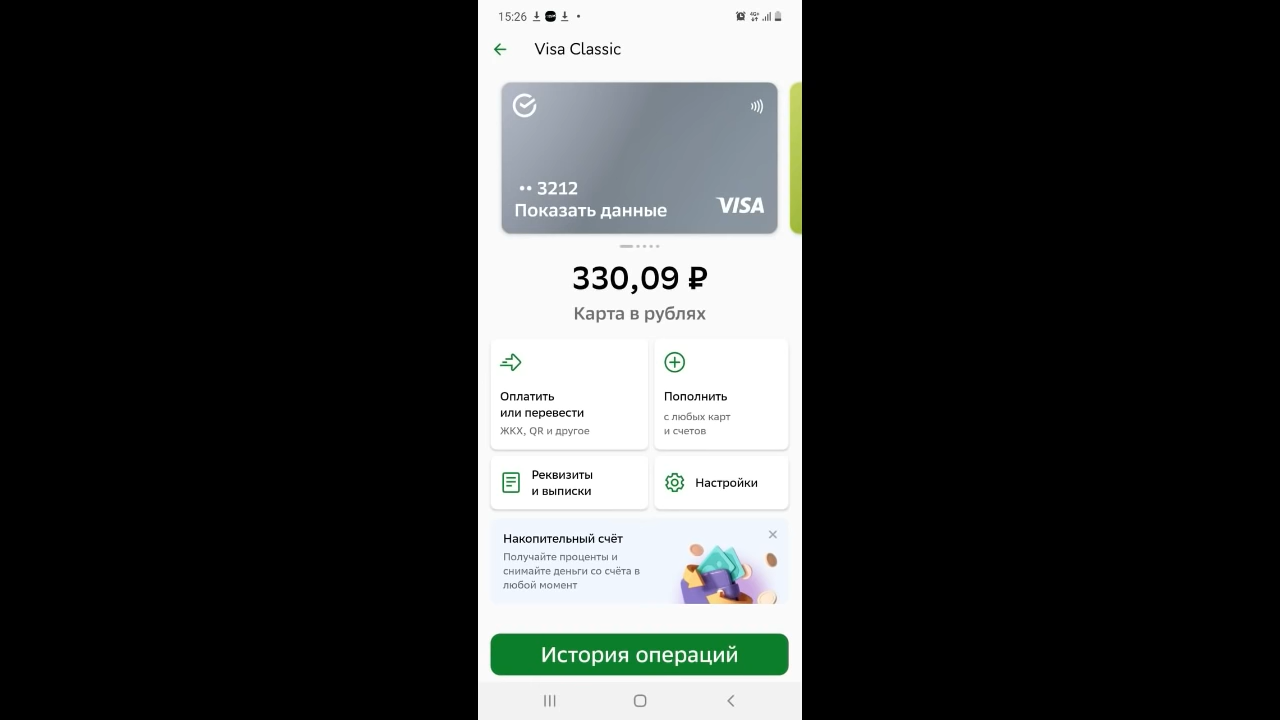 15:26
Visa Classic
•• 3212
Показать данные
VISA
330,09 ₽
Карта в рублях
Оплатить
или перевести
ЖКХ, QR и другое
Пополнить
с любых карт
и счетов
Реквизиты
и выписки
Настройки
Накопительный счёт
Получайте проценты и
снимайте деньги со счёта в
любой момент
История операций